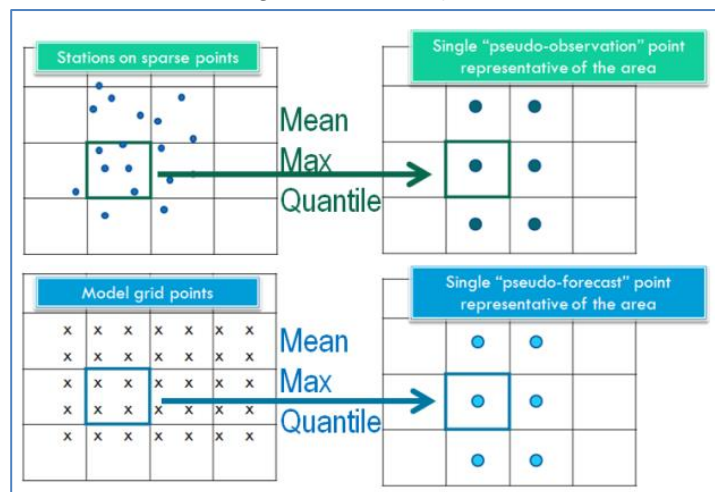 Stations on sparse points
Single “pseudo-observation” point
representative of the area
Mean
Max
Quantile
Model grid points
Single “pseudo-forecast” point
representative of the area
x x x x x x x
x x x x x x x
Mean
x x x x x x x
Max
x x x x x x x
Quantile
x x x x x x x